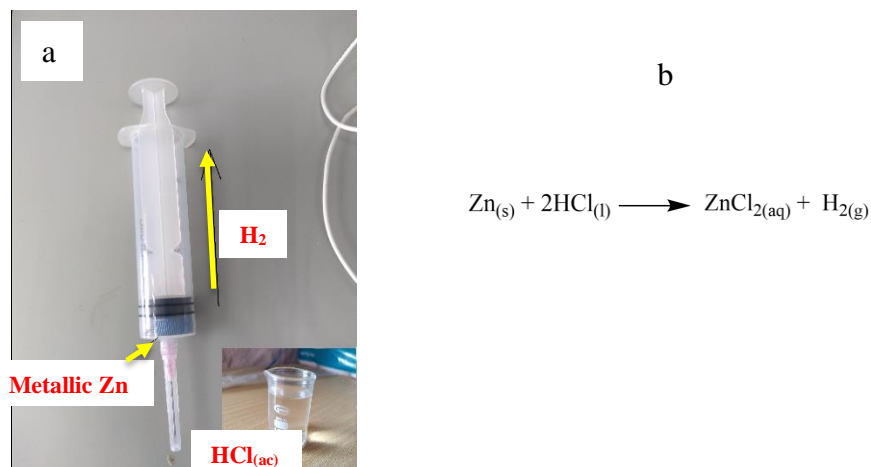 a
b
H₂
Zn₍s₎ + 2HCl₍l₎ ⟶ ZnCl₂₍aq₎ + H₂₍g₎
Metallic Zn
HCl₍ac₎